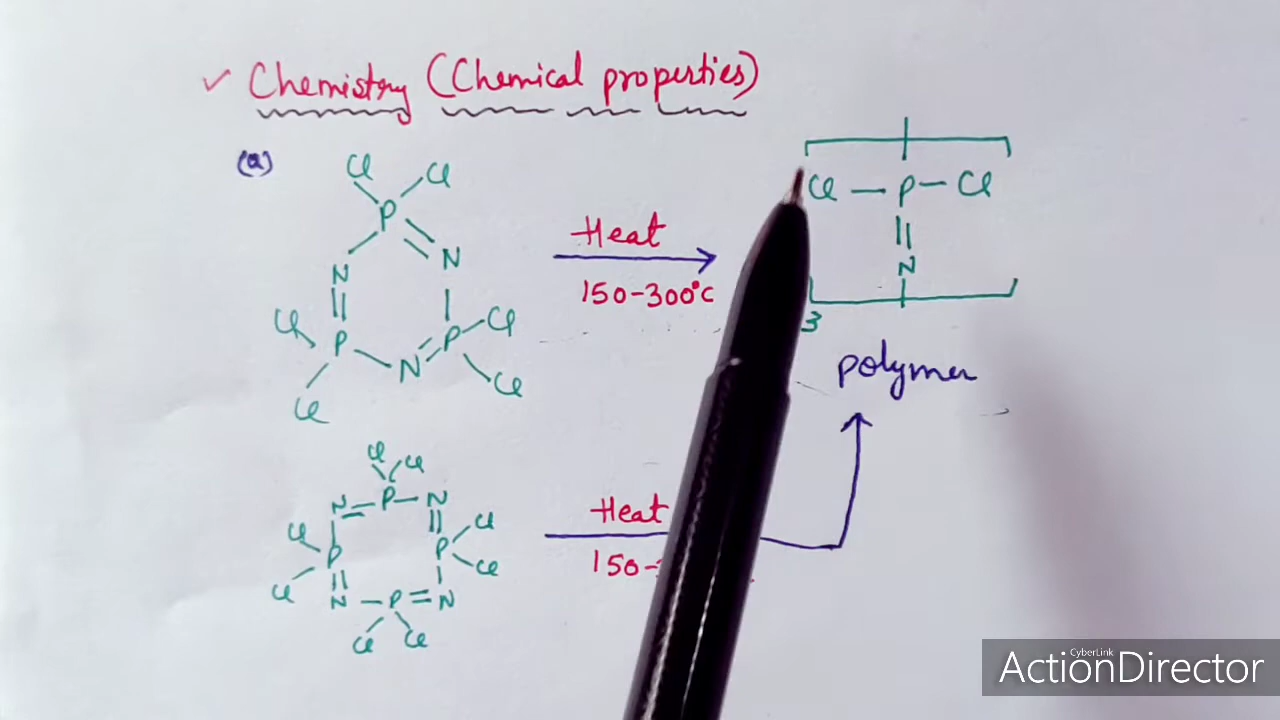 ✓ Chemistry (Chemical properties)
(a)
Cl Cl
P
N N
Cl P P Cl
N
Cl Cl
Heat
150-300°C
Cl — P — Cl
N
3
polymer
Cl Cl
N = P — N
Cl P P Cl
Cl Cl
N — P = N
Cl Cl
Heat
150-
CyberLink
ActionDirector